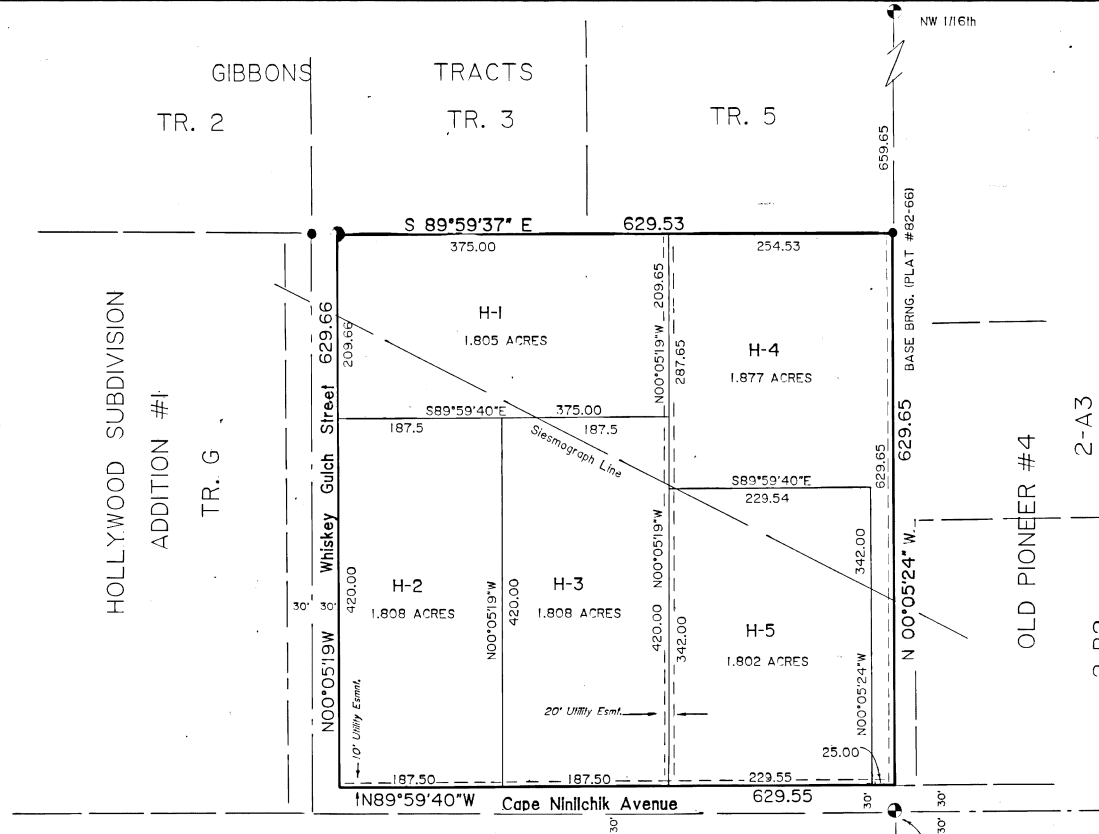 NW 1/16th
GIBBONS TRACTS
TR. 2
TR. 3
TR. 5
659.65
BASE BRNG. (PLAT #82-66)
S 89°59'37" E 629.53
375.00
254.53
HOLLYWOOD SUBDIVISION
ADDITION #1
TR. G
Whiskey Gulch Street 629.66
N00°05'19W
209.66
H-1
1.805 ACRES
N00°05'19"W 209.65
287.65
H-4
1.877 ACRES
S89°59'40"E 375.00
187.5
187.5
Siesmograph Line
S89°59'40"E
229.54
629.65
629.65
N 00°05'24" W
OLD PIONEER #4
2-A3
30' 30'
420.00
H-2
1.808 ACRES
N00°05'19"W
420.00
H-3
1.808 ACRES
N00°05'19"W
420.00
342.00
H-5
1.802 ACRES
342.00
N00°05'24"W
10' Utility Esmnt.
20' Utility Esmt.
25.00
187.50
187.50
229.55
N89°59'40"W Cape Ninilchik Avenue 629.55
30'
30'
30'
30'